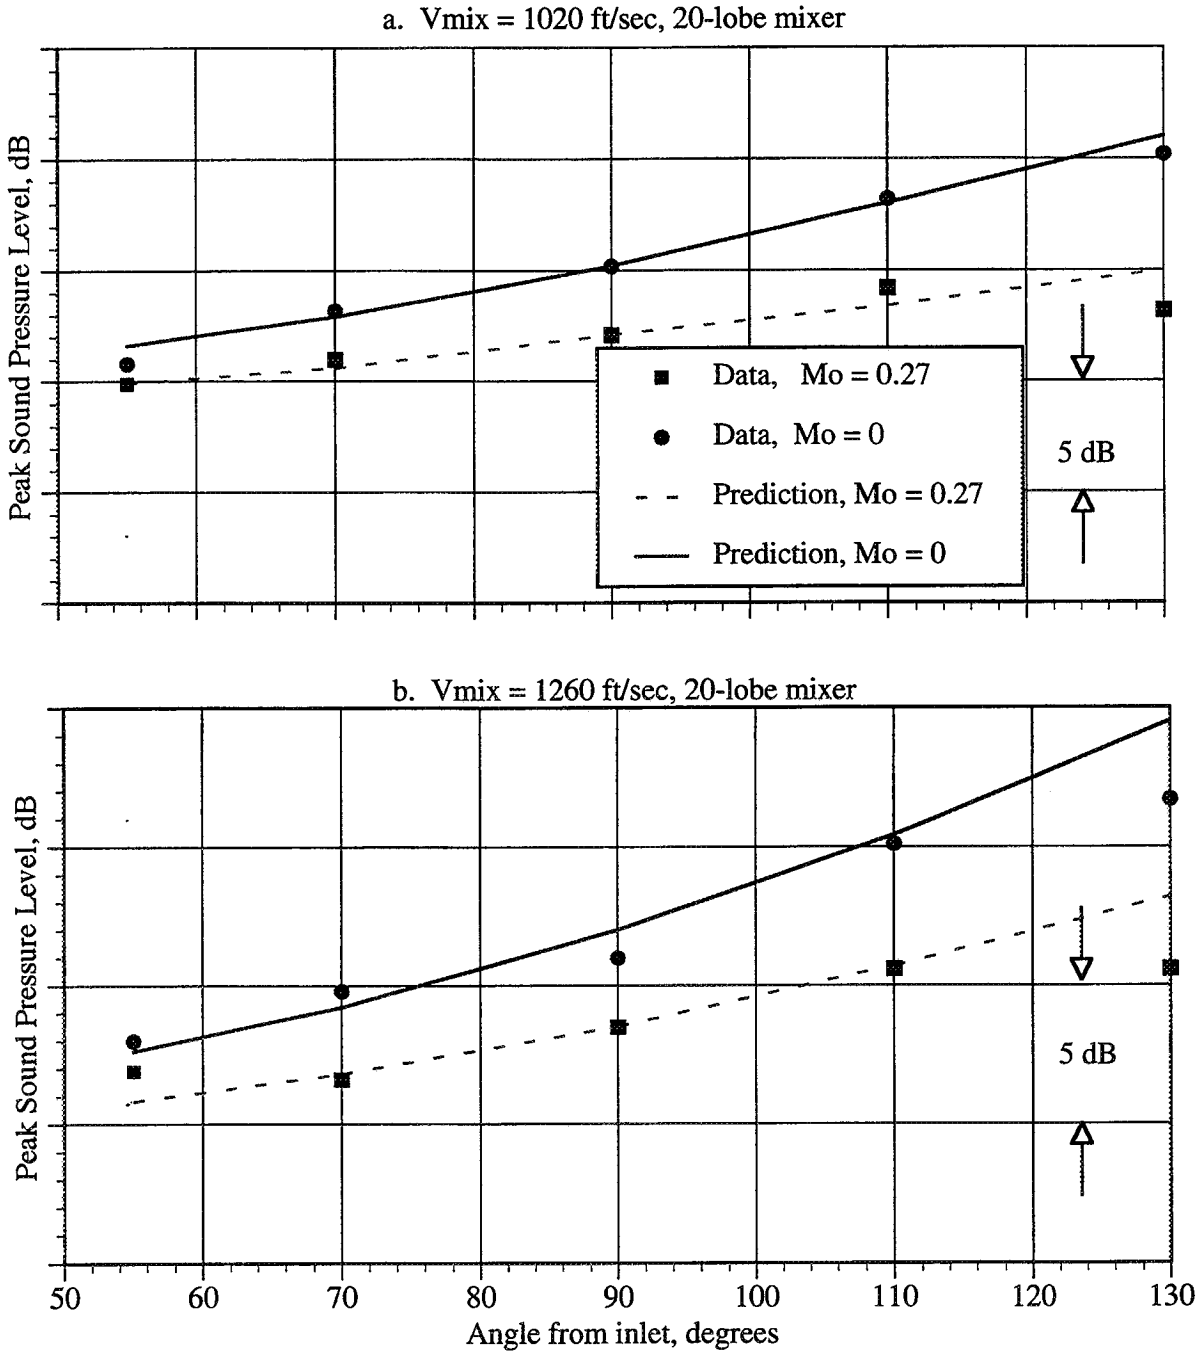 a. Vmix = 1020 ft/sec, 20-lobe mixer
Peak Sound Pressure Level, dB
Data, Mo = 0.27
Data, Mo = 0
Prediction, Mo = 0.27
Prediction, Mo = 0
5 dB
b. Vmix = 1260 ft/sec, 20-lobe mixer
Peak Sound Pressure Level, dB
5 dB
50 60 70 80 90 100 110 120 130
Angle from inlet, degrees